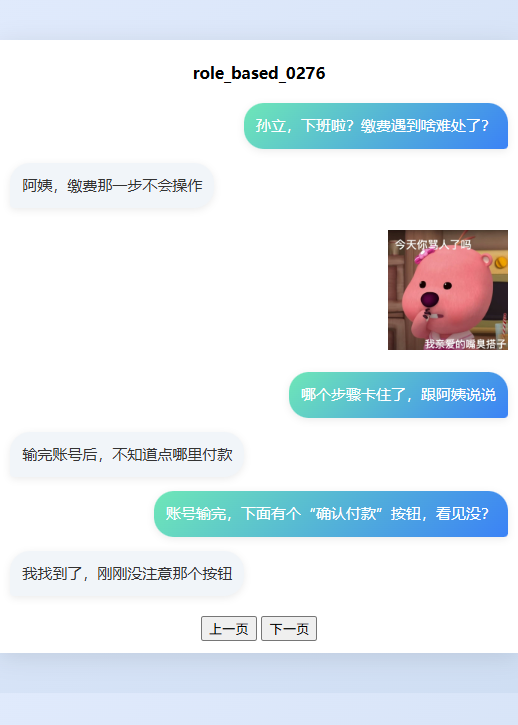 role_based_0276
孙立，下班啦？缴费遇到啥难处了？
阿姨，缴费那一步不会操作
今天你骂人了吗
我亲爱的嘴臭搭子
哪个步骤卡住了，跟阿姨说说
输完账号后，不知道点哪里付款
账号输完，下面有个“确认付款”按钮，看见没？
我找到了，刚刚没注意那个按钮
上一页 下一页